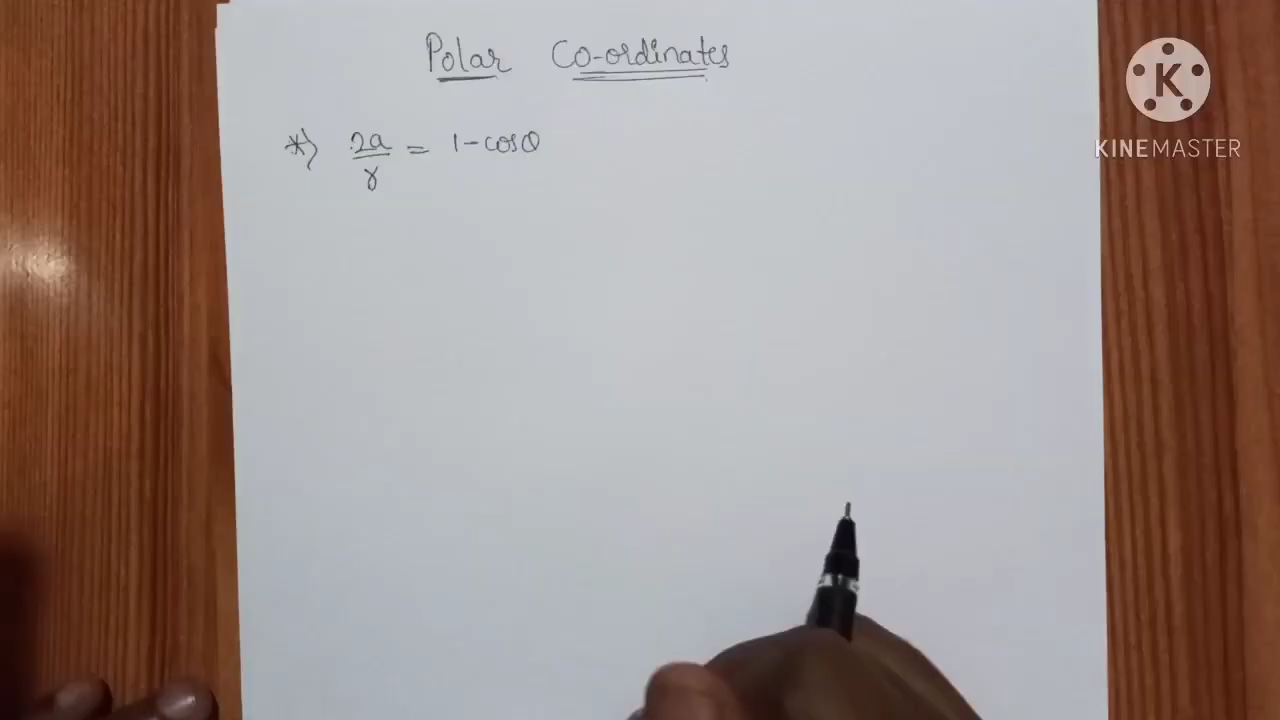 Polar Co-ordinates
*) 2a/r = 1-cosθ
K
KINEMASTER